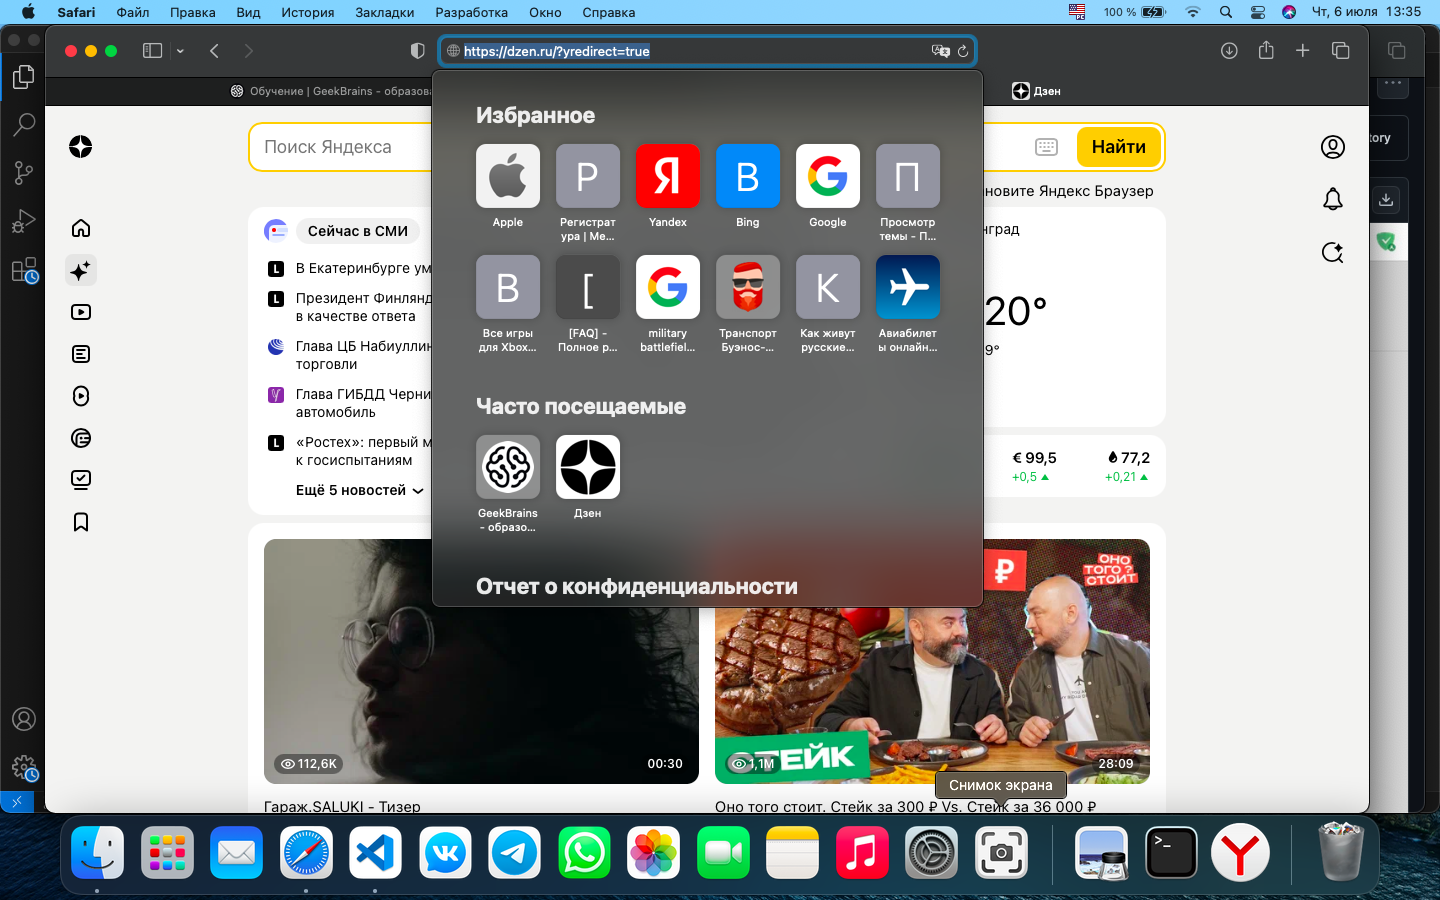 Safari Файл Правка Вид История Закладки Разработка Окно Справка 100 % Чт, 6 июля 13:35
https://dzen.ru/?yredirect=true
Обучение | GeekBrains - образова
Дзен
Поиск Яндекса
Найти
новите Яндекс Браузер
tory
Сейчас в СМИ
В Екатеринбурге ум
Президент Финлянд
в качестве ответа
Глава ЦБ Набиуллин
торговли
Глава ГИБДД Черни
автомобиль
«Ростех»: первый м
к госиспытаниям
Ещё 5 новостей
Избранное
Р
Я
В
П
Apple
Регистрат
ура | Ме...
Yandex
Bing
Google
Просмотр
темы - П...
В
[
К
Все игры
для Xbox...
[FAQ] -
Полное р...
military
battlefiel...
Транспорт
Буэнос-...
Как живут
русские...
Авиабилет
ы онлайн...
Часто посещаемые
GeekBrains
- образо...
Дзен
Отчет о конфиденциальности
нград
20°
9°
€ 99,5
+0,5
77,2
+0,21
112,6K
00:30
Гараж.SALUKI - Тизер
₽
ОНО
ТОГО ?
СТОИТ
СТЕЙК
1,1M
28:09
Оно того стоит. Стейк за 300 ₽ Vs. Стейк за 36 000 ₽
Снимок экрана